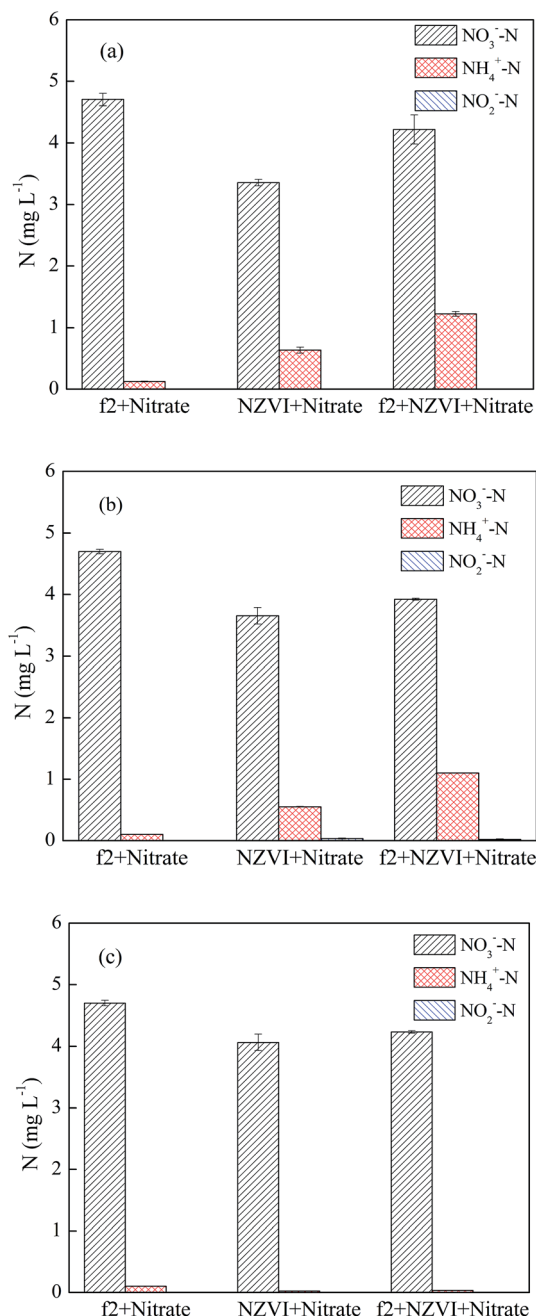 (a)
NO₃⁻-N
NH₄⁺-N
NO₂⁻-N
N (mg L⁻¹)
6
5
4
3
2
1
0
f2+Nitrate NZVI+Nitrate f2+NZVI+Nitrate
(b)
NO₃⁻-N
NH₄⁺-N
NO₂⁻-N
N (mg L⁻¹)
6
5
4
3
2
1
0
f2+Nitrate NZVI+Nitrate f2+NZVI+Nitrate
(c)
NO₃⁻-N
NH₄⁺-N
NO₂⁻-N
N (mg L⁻¹)
6
5
4
3
2
1
0
f2+Nitrate NZVI+Nitrate f2+NZVI+Nitrate